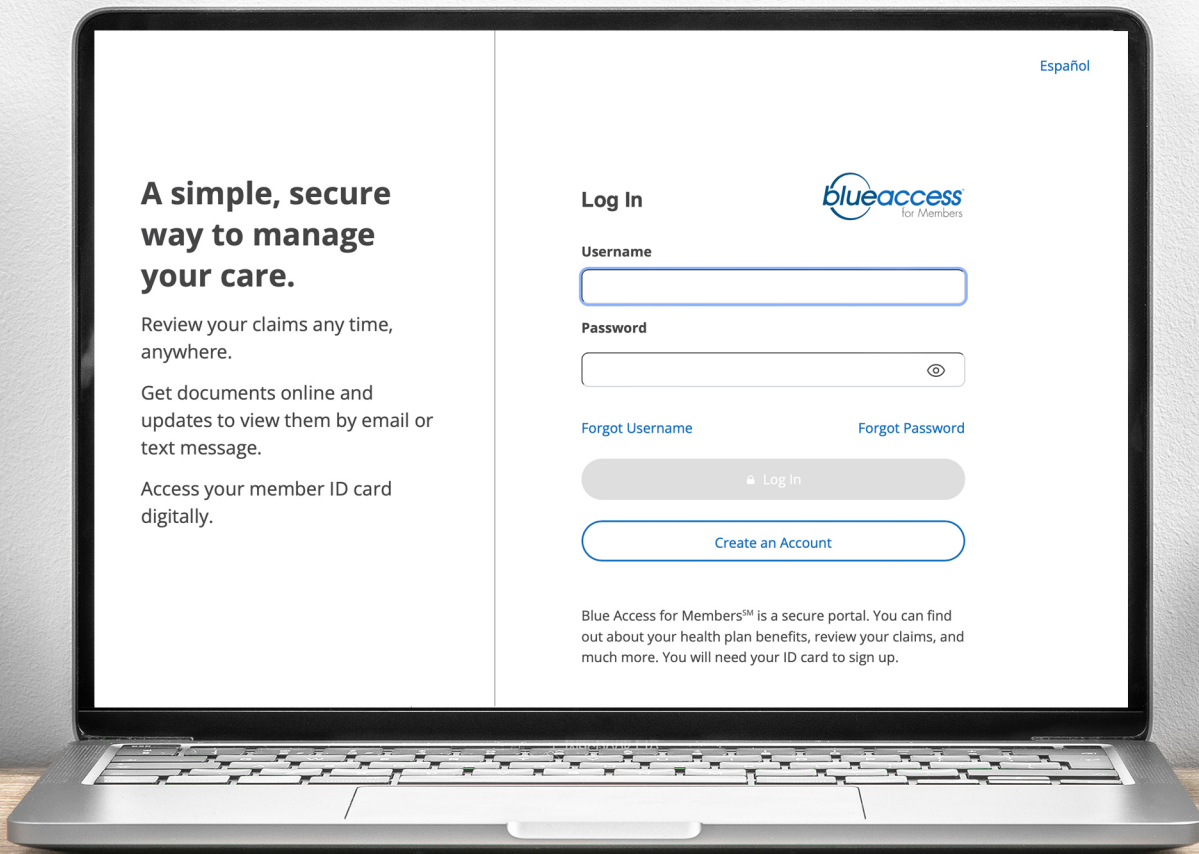 Español
A simple, secure
way to manage
your care.
Review your claims any time,
anywhere.
Get documents online and
updates to view them by email or
text message.
Access your member ID card
digitally.
Log In
blueaccess
for Members
Username
Password
Forgot Username
Forgot Password
Log In
Create an Account
Blue Access for Members℠ is a secure portal. You can find
out about your health plan benefits, review your claims, and
much more. You will need your ID card to sign up.